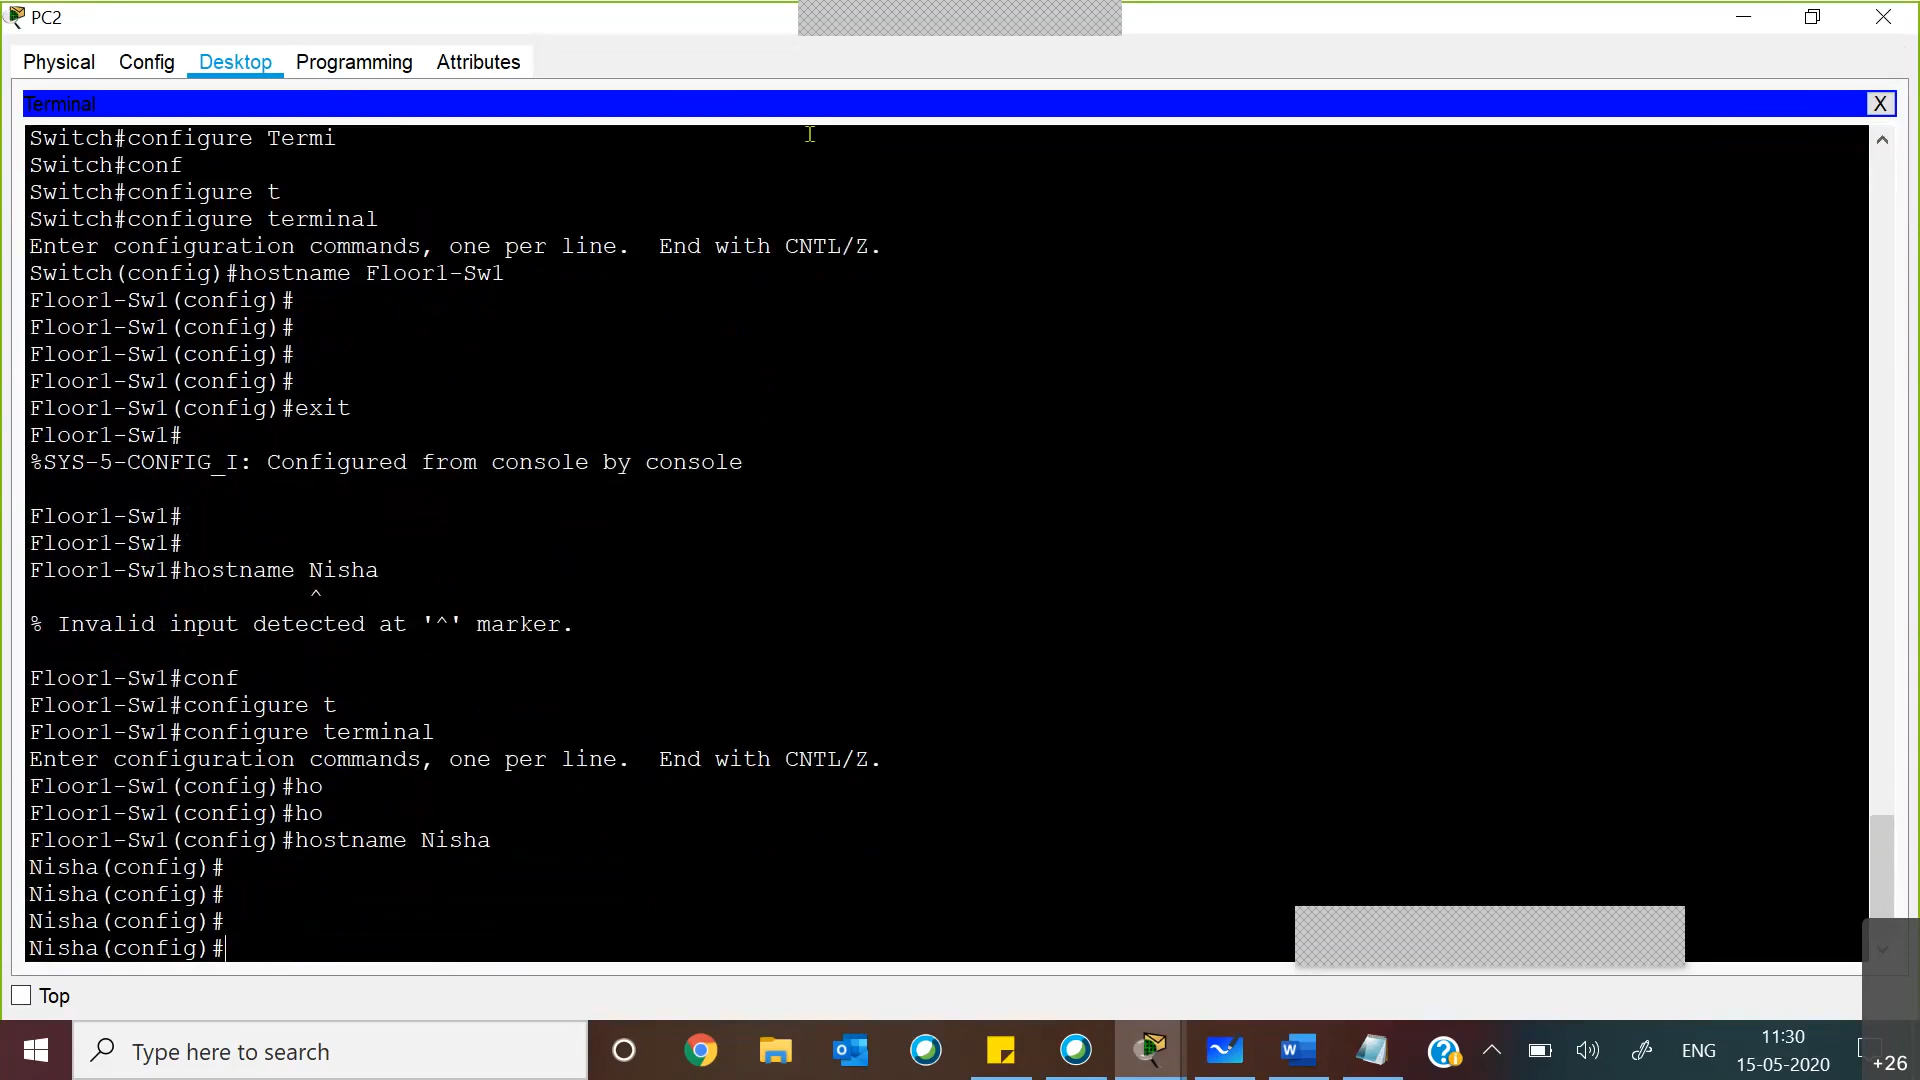 PC2
Physical Config Desktop Programming Attributes
Terminal X
Switch#configure Termi
Switch#conf
Switch#configure t
Switch#configure terminal
Enter configuration commands, one per line.  End with CNTL/Z.
Switch(config)#hostname Floor1-Sw1
Floor1-Sw1(config)#
Floor1-Sw1(config)#
Floor1-Sw1(config)#
Floor1-Sw1(config)#
Floor1-Sw1(config)#exit
Floor1-Sw1#
%SYS-5-CONFIG_I: Configured from console by console
Floor1-Sw1#
Floor1-Sw1#
Floor1-Sw1#hostname Nisha
^
% Invalid input detected at '^' marker.
Floor1-Sw1#conf
Floor1-Sw1#configure t
Floor1-Sw1#configure terminal
Enter configuration commands, one per line.  End with CNTL/Z.
Floor1-Sw1(config)#ho
Floor1-Sw1(config)#ho
Floor1-Sw1(config)#hostname Nisha
Nisha(config)#
Nisha(config)#
Nisha(config)#
Nisha(config)#
Top
Type here to search
ENG
11:30
15-05-2020
+26